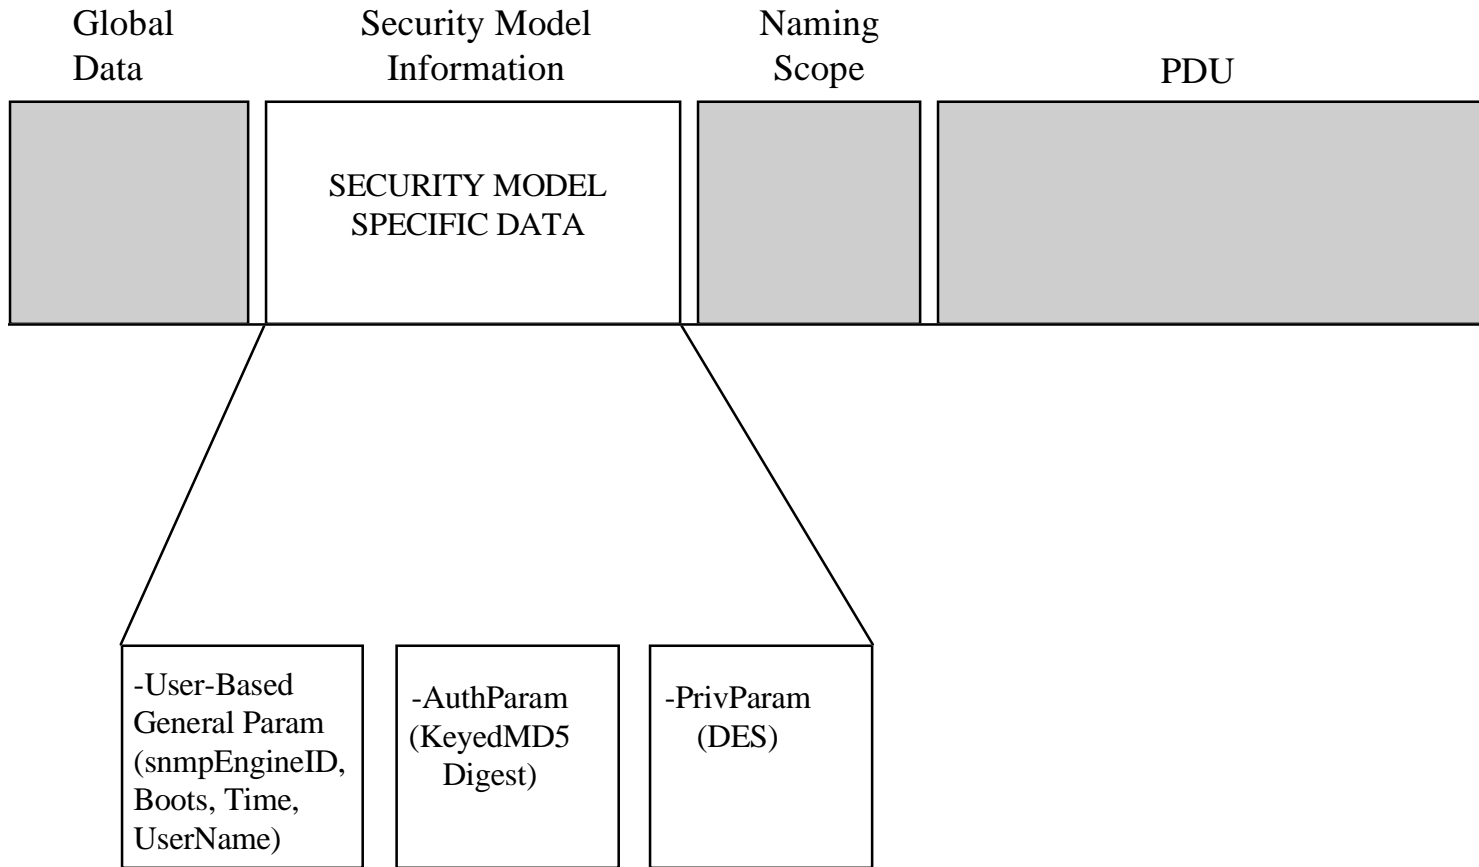 Global
Data
Security Model
Information
Naming
Scope
PDU
SECURITY MODEL
SPECIFIC DATA
-User-Based
General Param
(snmpEngineID,
Boots, Time,
UserName)
-AuthParam
(KeyedMD5
Digest)
-PrivParam
(DES)